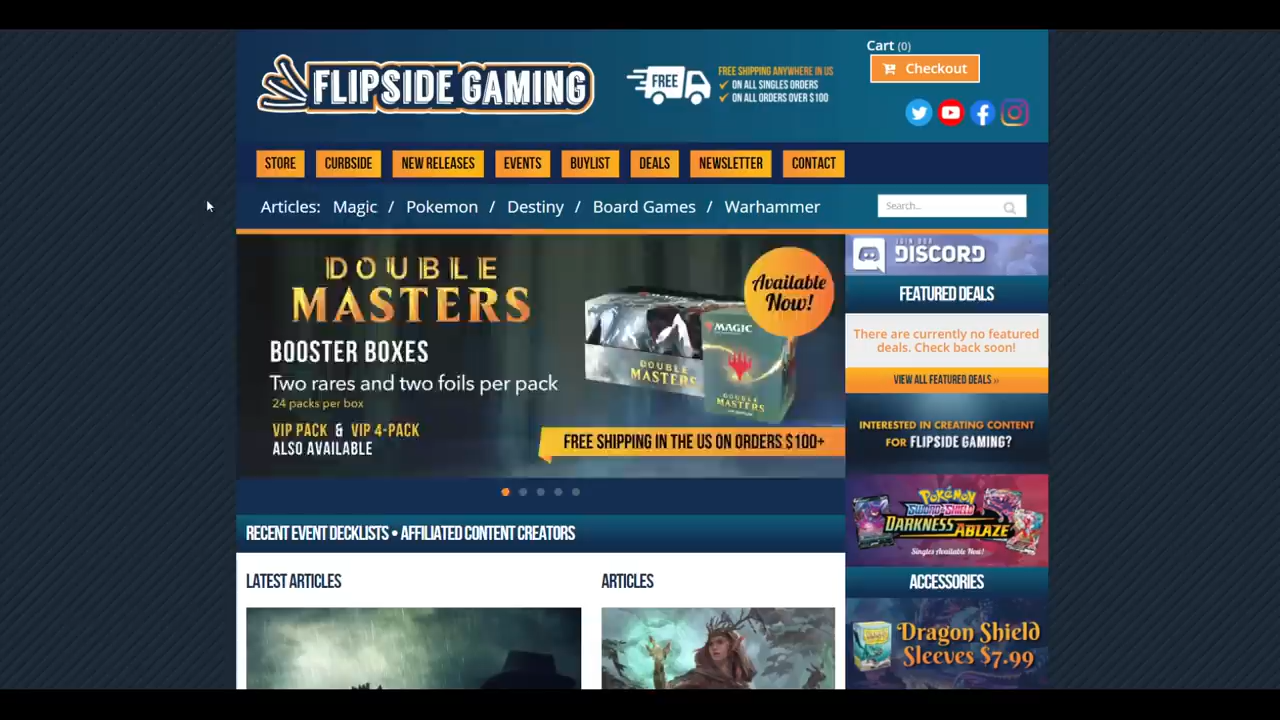 FLIPSIDE GAMING
FREE
FREE SHIPPING ANYWHERE IN US
ON ALL SINGLES ORDERS
ON ALL ORDERS OVER $100
Cart (0)
Checkout
STORE
CURBSIDE
NEW RELEASES
EVENTS
BUYLIST
DEALS
NEWSLETTER
CONTACT
Articles: Magic / Pokemon / Destiny / Board Games / Warhammer
Search...
DOUBLE
MASTERS
BOOSTER BOXES
Two rares and two foils per pack
24 packs per box
VIP PACK & VIP 4-PACK
ALSO AVAILABLE
Available
Now!
MAGIC
DOUBLE
MASTERS
DOUBLE
MASTERS
FREE SHIPPING IN THE US ON ORDERS $100+
JOIN OUR
DISCORD
FEATURED DEALS
There are currently no featured
deals. Check back soon!
VIEW ALL FEATURED DEALS »
INTERESTED IN CREATING CONTENT
FOR FLIPSIDE GAMING?
Pokémon
SWORD & SHIELD
DARKNESS ABLAZE
Singles Available Now!
ACCESSORIES
Dragon Shield
Sleeves $7.99
RECENT EVENT DECKLISTS • AFFILIATED CONTENT CREATORS
LATEST ARTICLES
ARTICLES